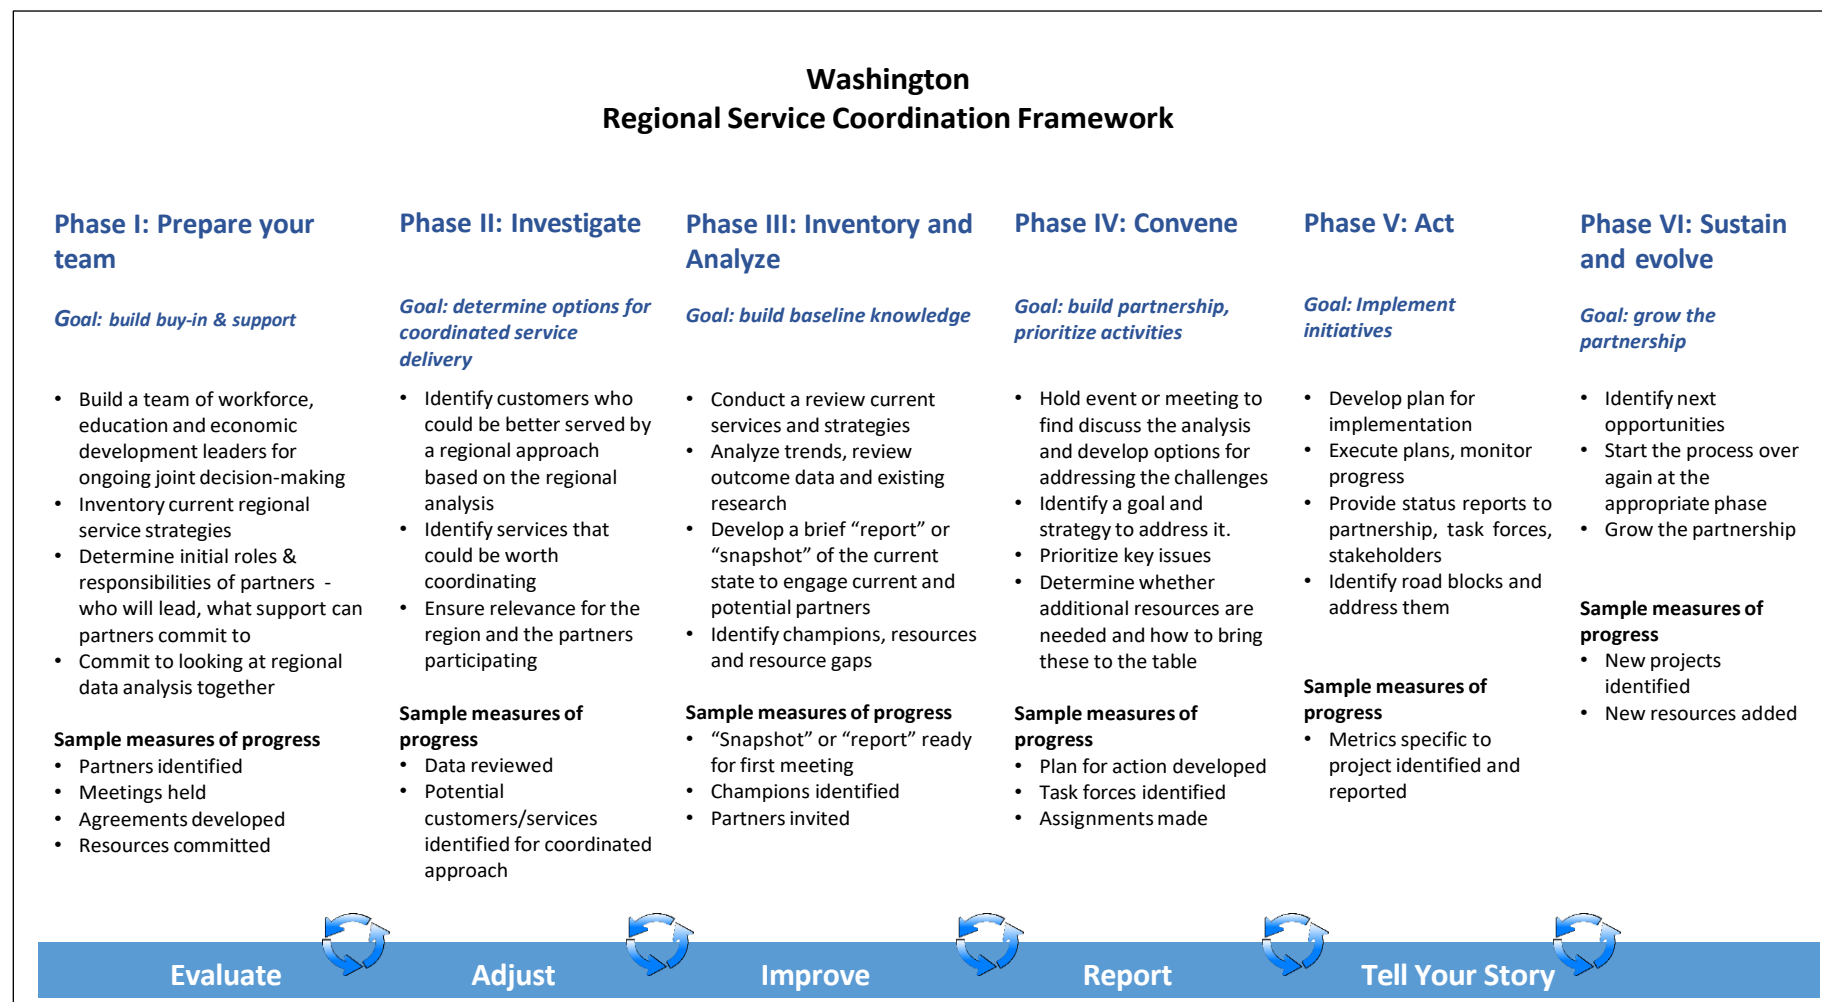 Washington
Regional Service Coordination Framework
Phase I: Prepare your
team
Goal: build buy-in & support
• Build a team of workforce,
education and economic
development leaders for
ongoing joint decision-making
• Inventory current regional
service strategies
• Determine initial roles &
responsibilities of partners -
who will lead, what support can
partners commit to
• Commit to looking at regional
data analysis together
Sample measures of progress
• Partners identified
• Meetings held
• Agreements developed
• Resources committed
Phase II: Investigate
Goal: determine options for
coordinated service
delivery
• Identify customers who
could be better served by
a regional approach
based on the regional
analysis
• Identify services that
could be worth
coordinating
• Ensure relevance for the
region and the partners
participating
Sample measures of
progress
• Data reviewed
• Potential
customers/services
identified for coordinated
approach
Phase III: Inventory and
Analyze
Goal: build baseline knowledge
• Conduct a review current
services and strategies
• Analyze trends, review
outcome data and existing
research
• Develop a brief “report” or
“snapshot” of the current
state to engage current and
potential partners
• Identify champions, resources
and resource gaps
Sample measures of progress
• “Snapshot” or “report” ready
for first meeting
• Champions identified
• Partners invited
Phase IV: Convene
Goal: build partnership,
prioritize activities
• Hold event or meeting to
find discuss the analysis
and develop options for
addressing the challenges
• Identify a goal and
strategy to address it.
• Prioritize key issues
• Determine whether
additional resources are
needed and how to bring
these to the table
Sample measures of
progress
• Plan for action developed
• Task forces identified
• Assignments made
Phase V: Act
Goal: Implement
initiatives
• Develop plan for
implementation
• Execute plans, monitor
progress
• Provide status reports to
partnership, task forces,
stakeholders
• Identify road blocks and
address them
Sample measures of
progress
• Metrics specific to
project identified and
reported
Phase VI: Sustain
and evolve
Goal: grow the
partnership
• Identify next
opportunities
• Start the process over
again at the
appropriate phase
• Grow the partnership
Sample measures of
progress
• New projects
identified
• New resources added
Evaluate
Adjust
Improve
Report
Tell Your Story